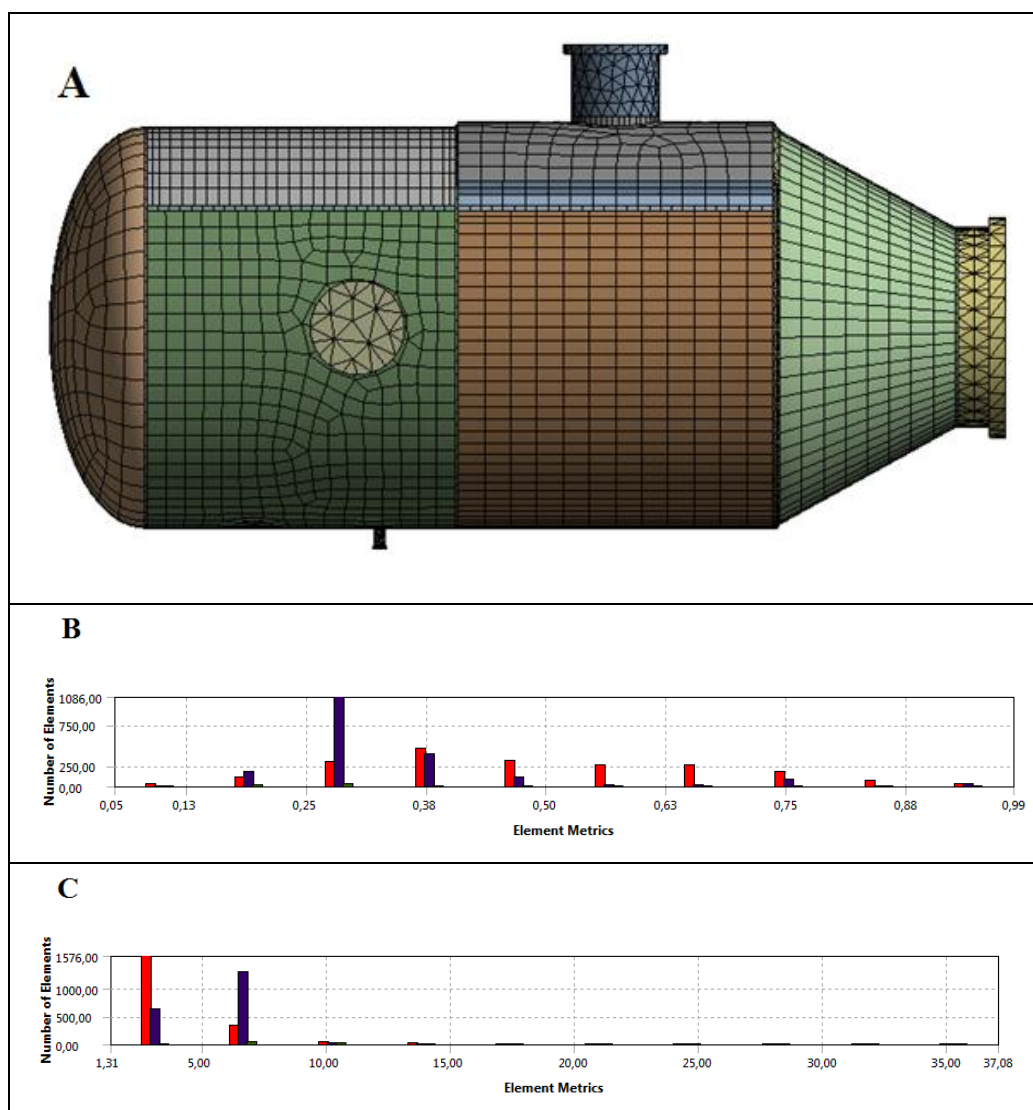 A
B
Number of Elements
1086,00
750,00
250,00
0,00
0,05 0,13 0,25 0,38 0,50 0,63 0,75 0,88 0,99
Element Metrics
C
Number of Elements
1576,00
1000,00
500,00
0,00
1,31 5,00 10,00 15,00 20,00 25,00 30,00 35,00 37,08
Element Metrics